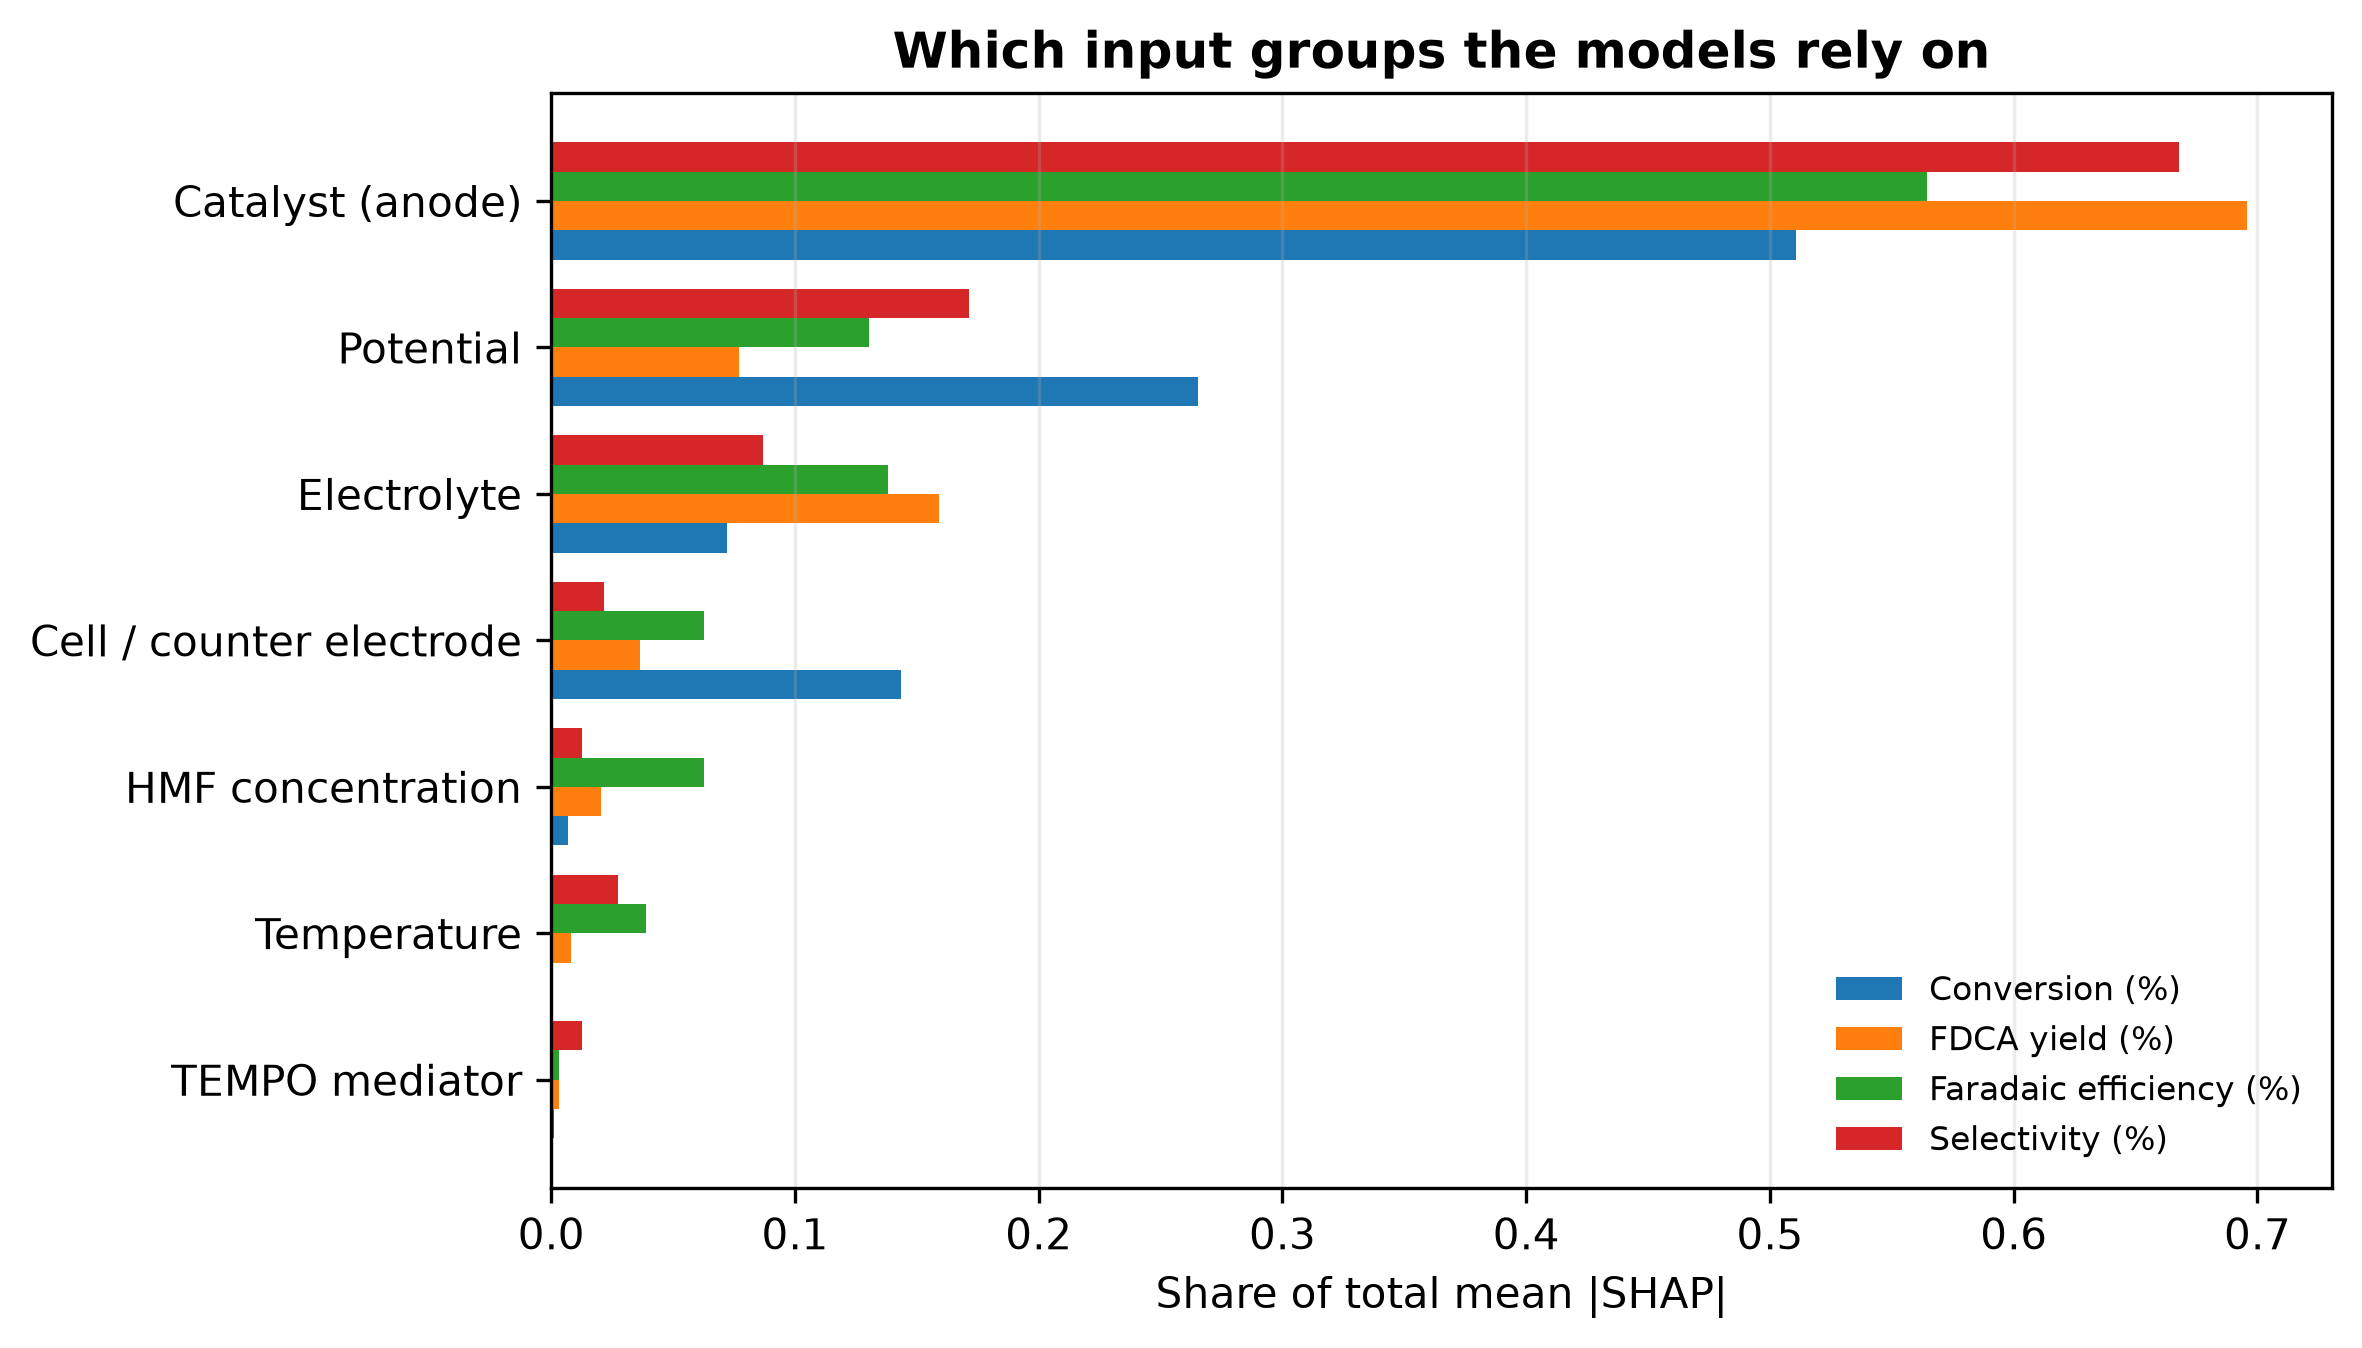 Which input groups the models rely on
Catalyst (anode)
Potential
Electrolyte
Cell / counter electrode
HMF concentration
Temperature
TEMPO mediator
Conversion (%)
FDCA yield (%)
Faradaic efficiency (%)
Selectivity (%)
0.0 0.1 0.2 0.3 0.4 0.5 0.6 0.7
Share of total mean |SHAP|